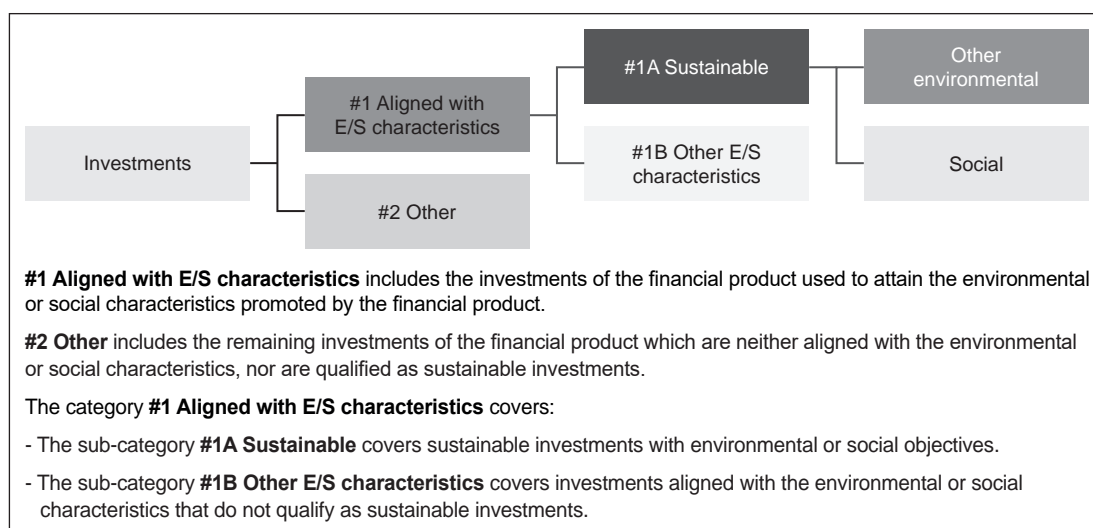 Investments
#1 Aligned with
E/S characteristics
#2 Other
#1A Sustainable
#1B Other E/S
characteristics
Other
environmental
Social
#1 Aligned with E/S characteristics includes the investments of the financial product used to attain the environmental
or social characteristics promoted by the financial product.
#2 Other includes the remaining investments of the financial product which are neither aligned with the environmental
or social characteristics, nor are qualified as sustainable investments.
The category #1 Aligned with E/S characteristics covers:
- The sub-category #1A Sustainable covers sustainable investments with environmental or social objectives.
- The sub-category #1B Other E/S characteristics covers investments aligned with the environmental or social
characteristics that do not qualify as sustainable investments.